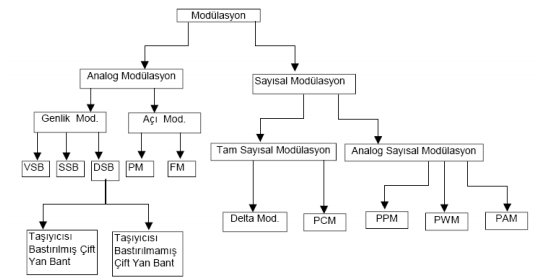 Modülasyon
Analog Modülasyon
Sayısal Modülasyon
Genlik Mod.
Açı Mod.
Tam Sayısal Modülasyon
Analog Sayısal Modülasyon
VSB
SSB
DSB
PM
FM
Delta Mod.
PCM
PPM
PWM
PAM
Taşıyıcısı
Bastırılmış Çift
Yan Bant
Taşıyıcısı
Bastırılmamış
Çift Yan Bant